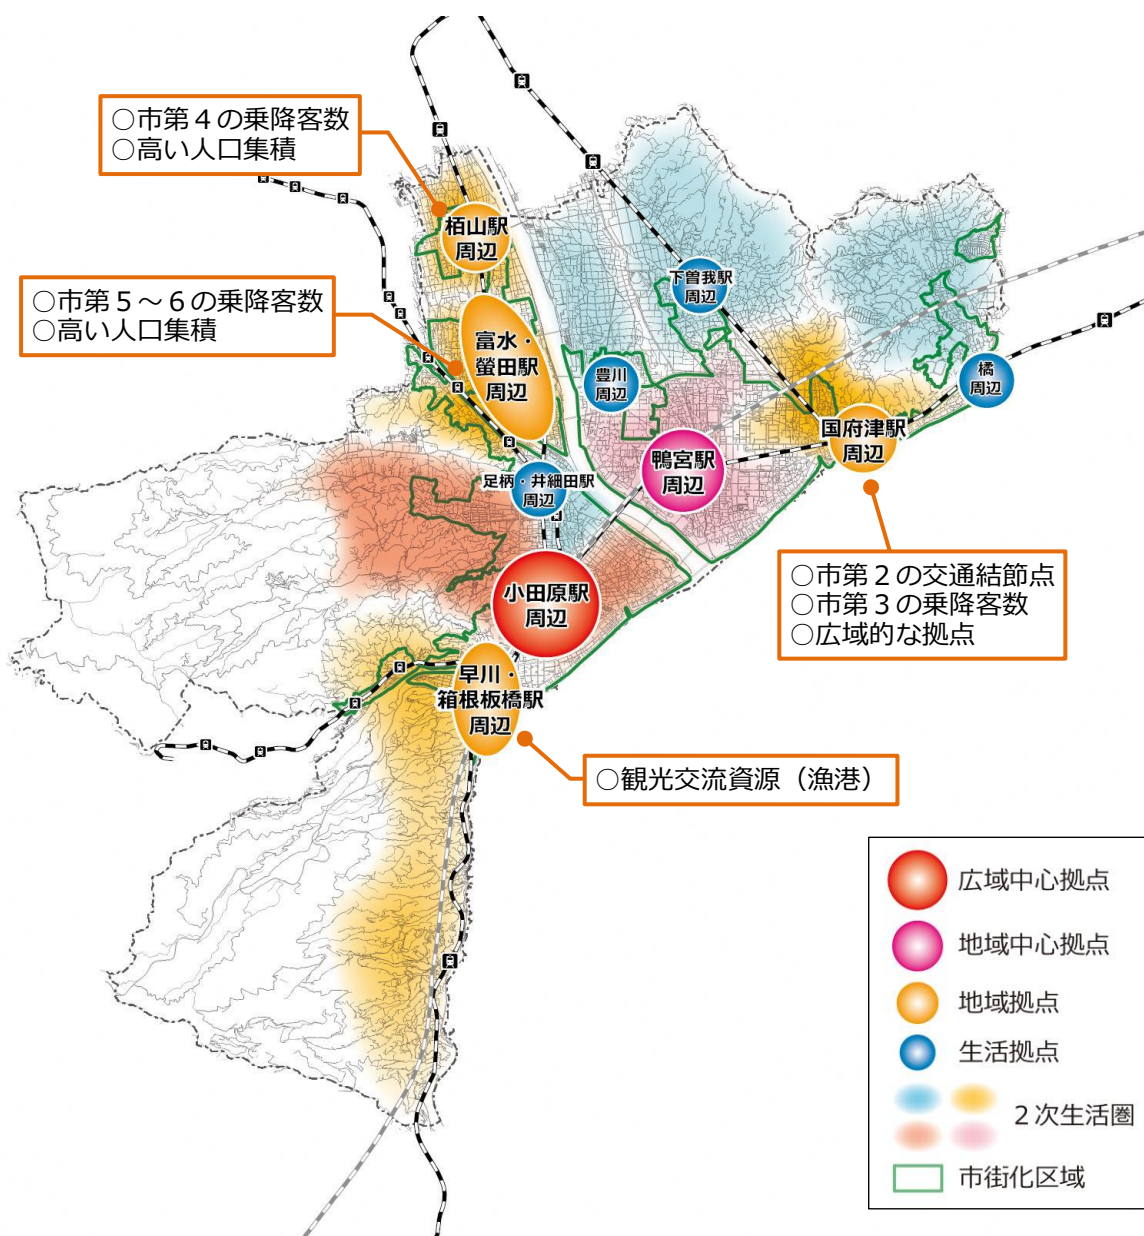 ○市第４の乗降客数
○高い人口集積
栢山駅
周辺
○市第５～６の乗降客数
○高い人口集積
富水・
螢田駅
周辺
下曽我駅
周辺
豊川
周辺
橘
周辺
国府津駅
周辺
鴨宮駅
周辺
足柄・井細田駅
周辺
○市第２の交通結節点
○市第３の乗降客数
○広域的な拠点
小田原駅
周辺
早川・
箱根板橋駅
周辺
○観光交流資源（漁港）
広域中心拠点
地域中心拠点
地域拠点
生活拠点
２次生活圏
市街化区域